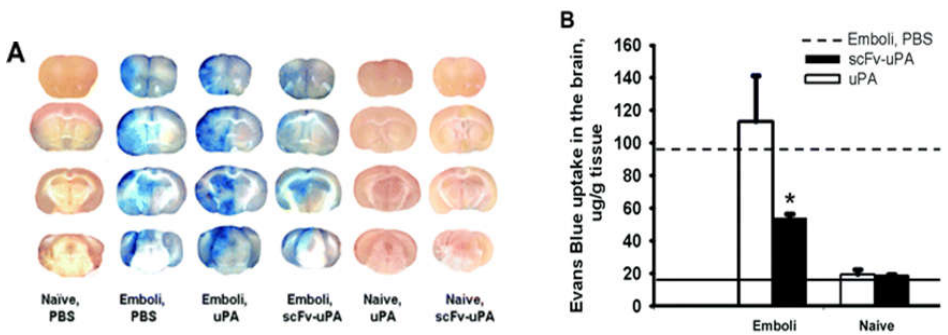 A
Naïve, PBS
Emboli, PBS
Emboli, uPA
Emboli, scFv-uPA
Naive, uPA
Naive, scFv-uPA
B
Evans Blue uptake in the brain,
ug/g tissue
160
140
120
100
80
60
40
20
0
Emboli, PBS
scFv-uPA
uPA
*
Emboli
Naive